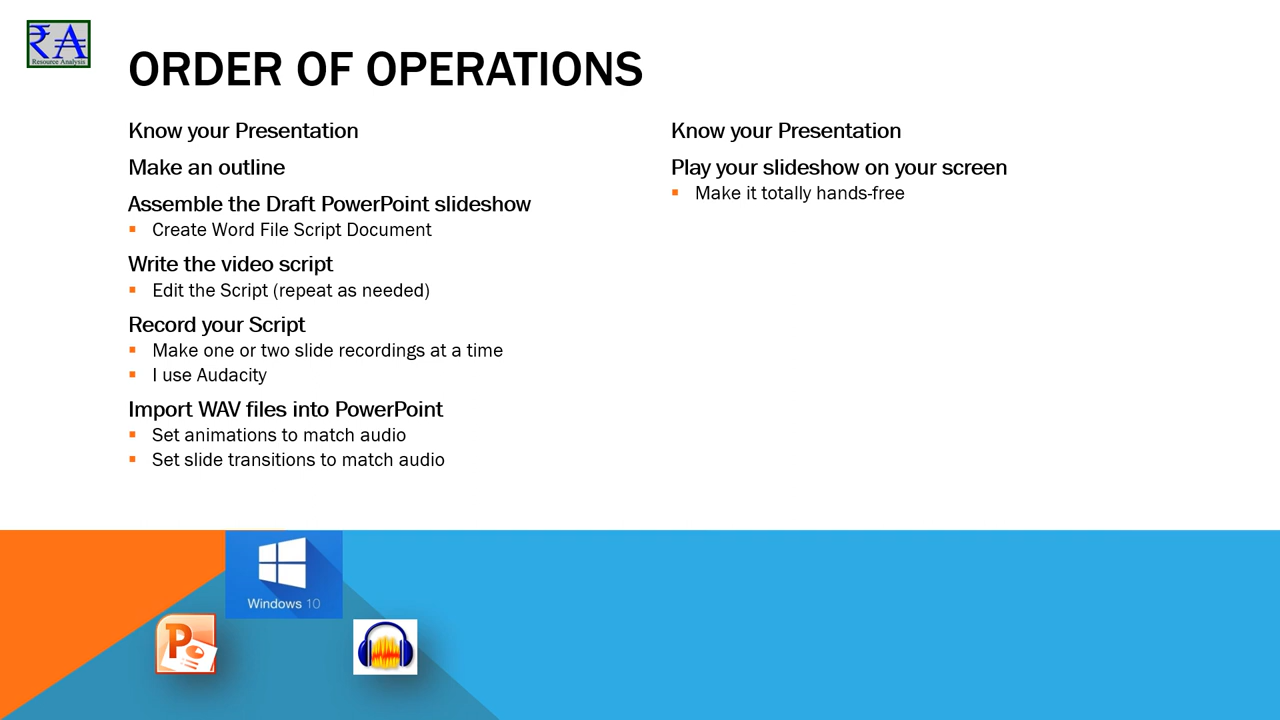 ₹A
Resource Analysis
ORDER OF OPERATIONS
Know your Presentation
Make an outline
Assemble the Draft PowerPoint slideshow
Create Word File Script Document
Write the video script
Edit the Script (repeat as needed)
Record your Script
Make one or two slide recordings at a time
I use Audacity
Import WAV files into PowerPoint
Set animations to match audio
Set slide transitions to match audio
Know your Presentation
Play your slideshow on your screen
Make it totally hands-free
Windows 10
P